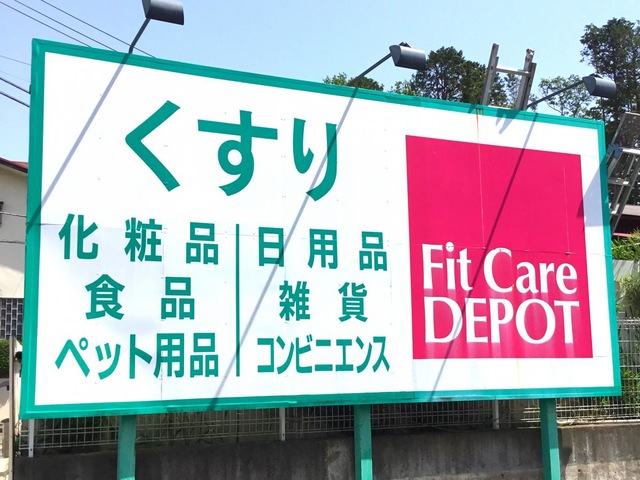 くすり
化粧品
食品
ペット用品
日用品
雑貨
コンビニエンス
Fit Care
DEPOT